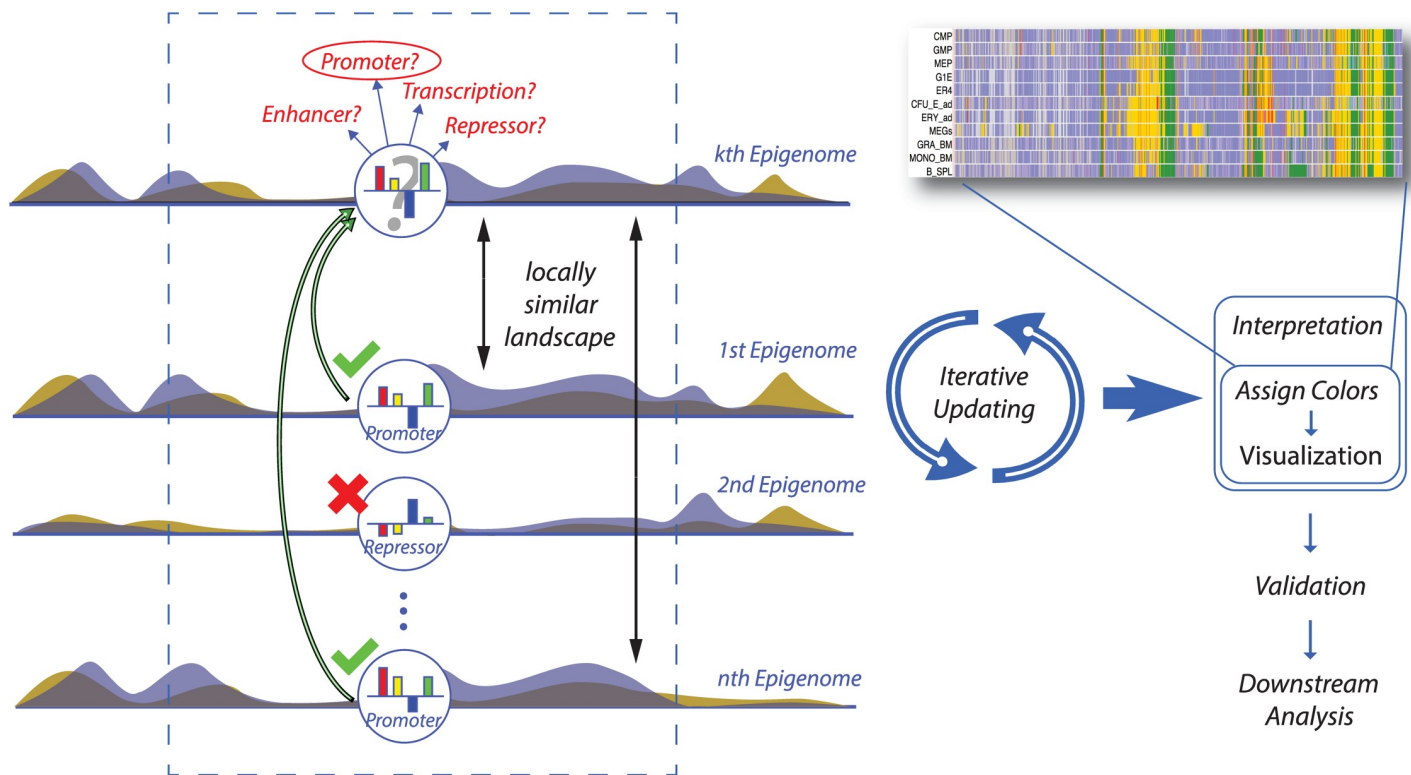 Promoter?
Enhancer?
Transcription?
Repressor?
?
kth Epigenome
locally
similar
landscape
1st Epigenome
Promoter
2nd Epigenome
Repressor
nth Epigenome
Promoter
CMP
GMP
MEP
G1E
ER4
CFU_E_ad
ERY_ad
MEGs
GRA_BM
MONO_BM
B_SPL
Iterative
Updating
Interpretation
Assign Colors
Visualization
Validation
Downstream
Analysis